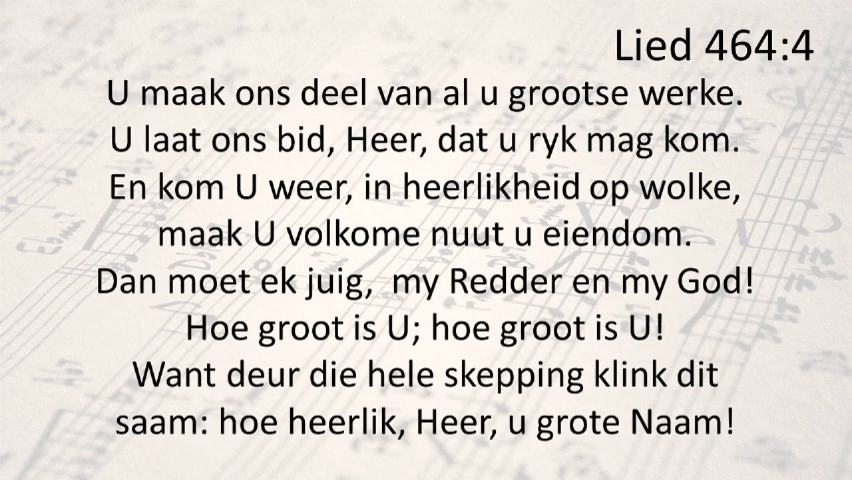 Lied 464:4
U maak ons deel van al u grootse werke.
U laat ons bid, Heer, dat u ryk mag kom.
En kom U weer, in heerlikheid op wolke,
maak U volkome nuut u eiendom.
Dan moet ek juig,  my Redder en my God!
Hoe groot is U; hoe groot is U!
Want deur die hele skepping klink dit
saam: hoe heerlik, Heer, u grote Naam!